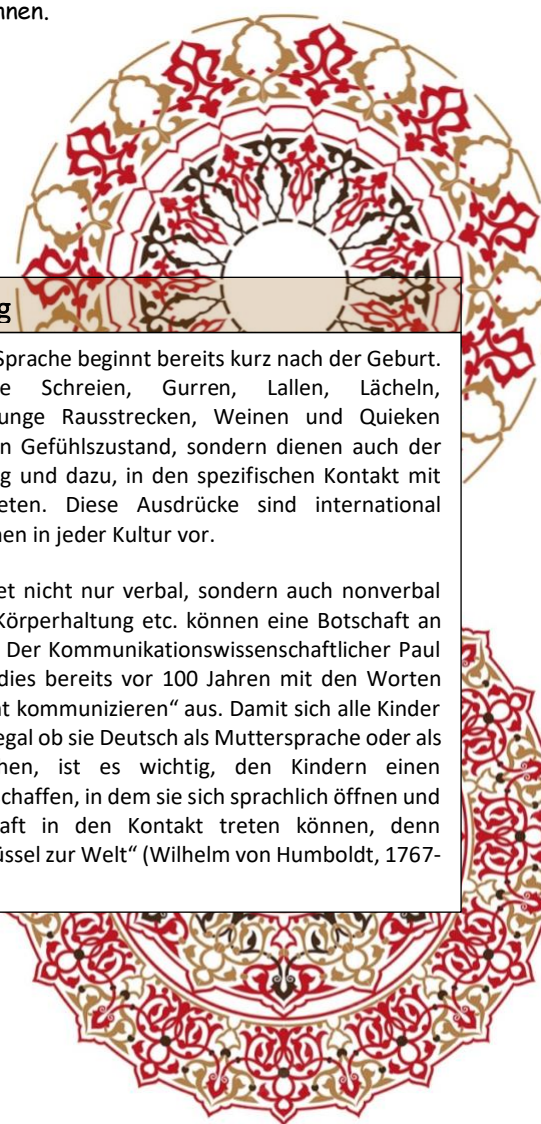 nnen.
g
Sprache beginnt bereits kurz nach der Geburt.
e Schreien, Gurren, Lallen, Lächeln,
unge Rausstrecken, Weinen und Quieken
n Gefühlszustand, sondern dienen auch der
g und dazu, in den spezifischen Kontakt mit
eten. Diese Ausdrücke sind international
nen in jeder Kultur vor.
et nicht nur verbal, sondern auch nonverbal
Körperhaltung etc. können eine Botschaft an
Der Kommunikationswissenschaftlicher Paul
dies bereits vor 100 Jahren mit den Worten
t kommunizieren“ aus. Damit sich alle Kinder
egal ob sie Deutsch als Muttersprache oder als
nen, ist es wichtig, den Kindern einen
chaffen, in dem sie sich sprachlich öffnen und
aft in den Kontakt treten können, denn
üssel zur Welt“ (Wilhelm von Humboldt, 1767-